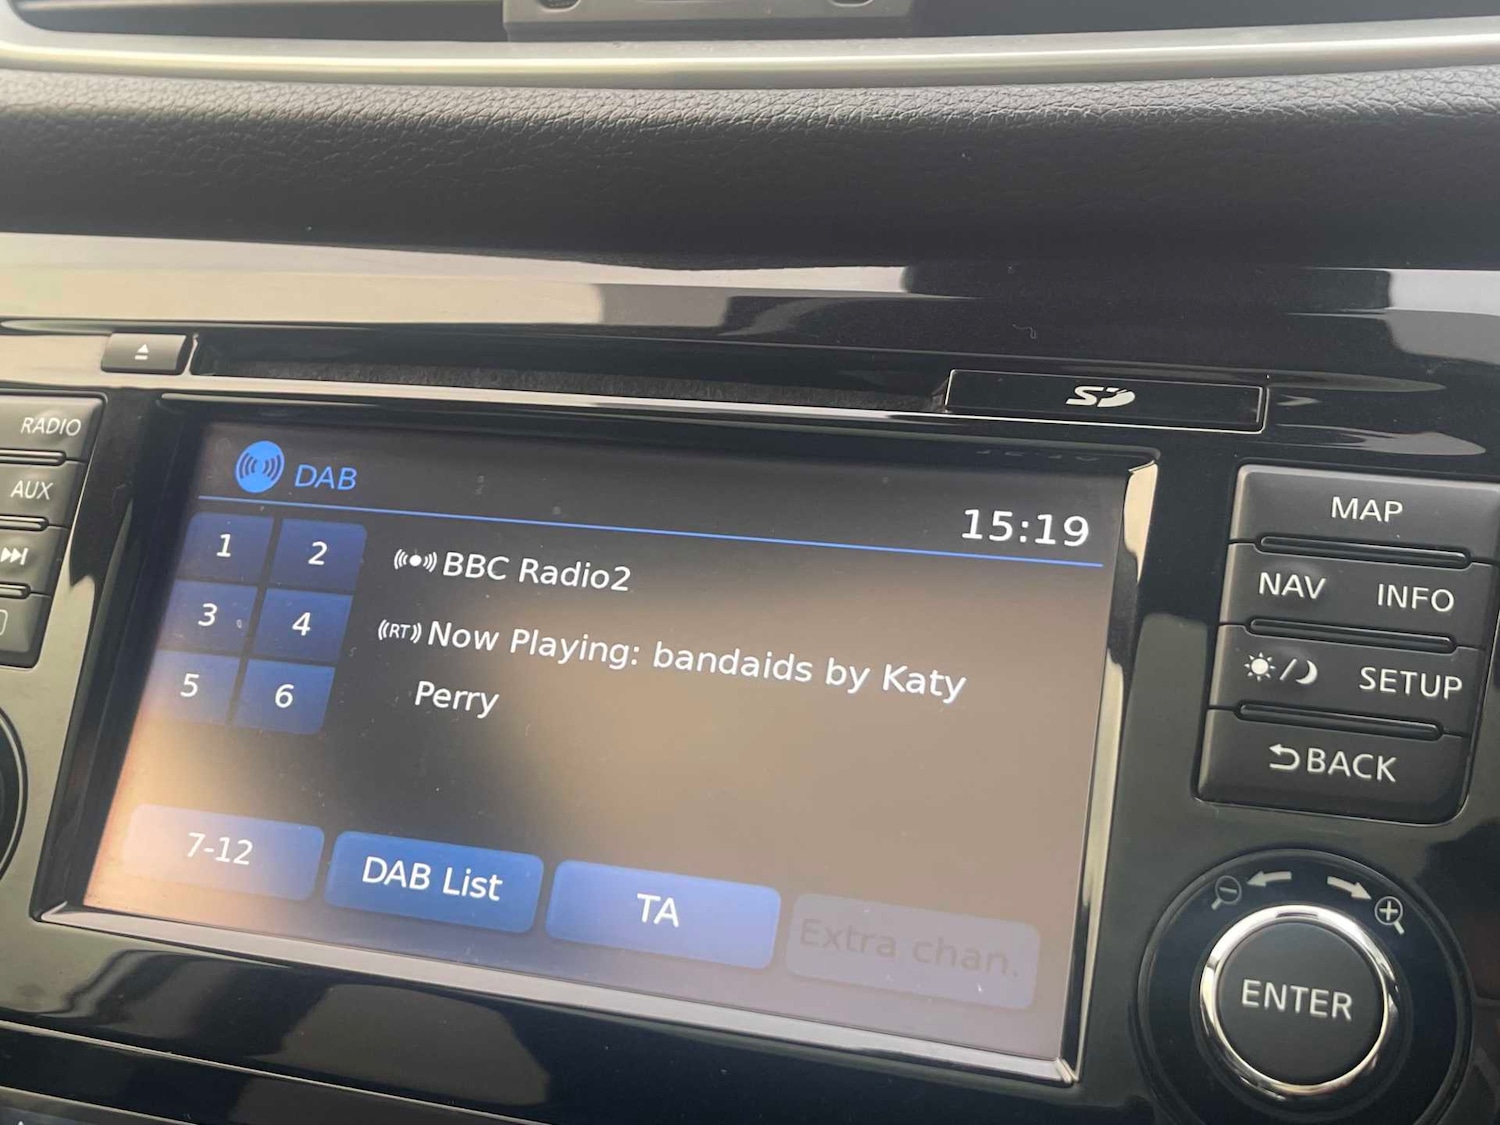 SD
RADIO
AUX
DAB
15:19
1
2
3
4
5
6
BBC Radio2
RT
Now Playing: bandaids by Katy
Perry
7-12
DAB List
TA
Extra chan.
MAP
NAV
INFO
SETUP
BACK
ENTER